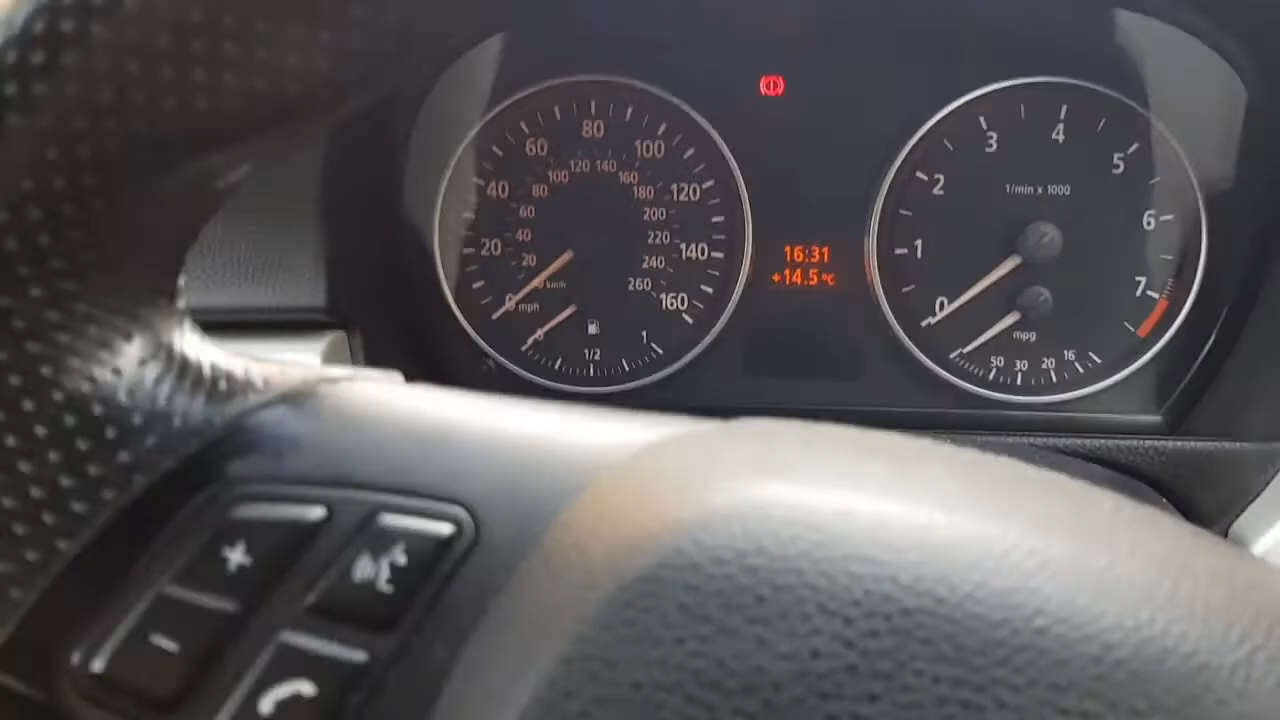 0 20 40 60 80 100 120 140 160
20 40 60 80 100 120 140 160 180 200 220 240 260
km/h
mph
0 1/2 1
16:31
+14.5°C
0 1 2 3 4 5 6 7
1/min x 1000
mpg
50 30 20 16
+
-